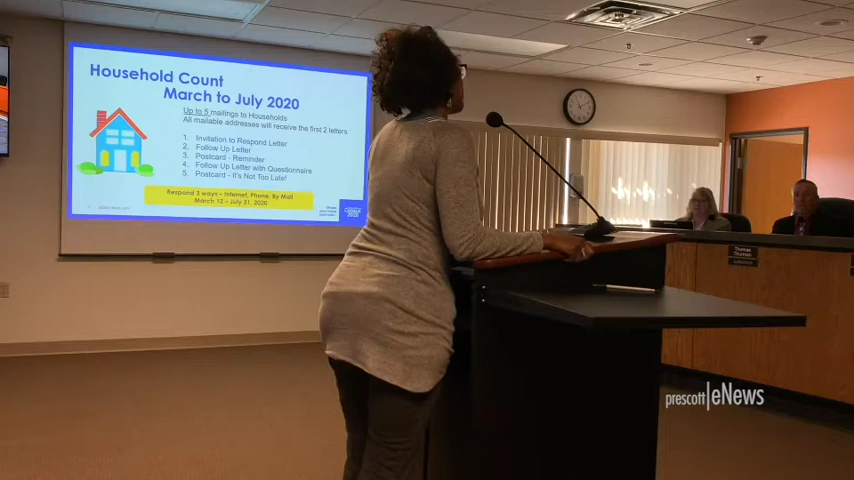 Household Count
March to July 2020
Up to 5 mailings to Households
All mailable addresses will receive the first 2 letters
1. Invitation to Respond Letter
2. Follow Up Letter
3. Postcard - Reminder
4. Follow Up Letter with Questionnaire
5. Postcard - It's Not Too Late!
Respond 3 ways - Internet, Phone, By Mail
March 12 - July 31, 2020
Census
2020
Thomas
Thurman
prescott|eNews